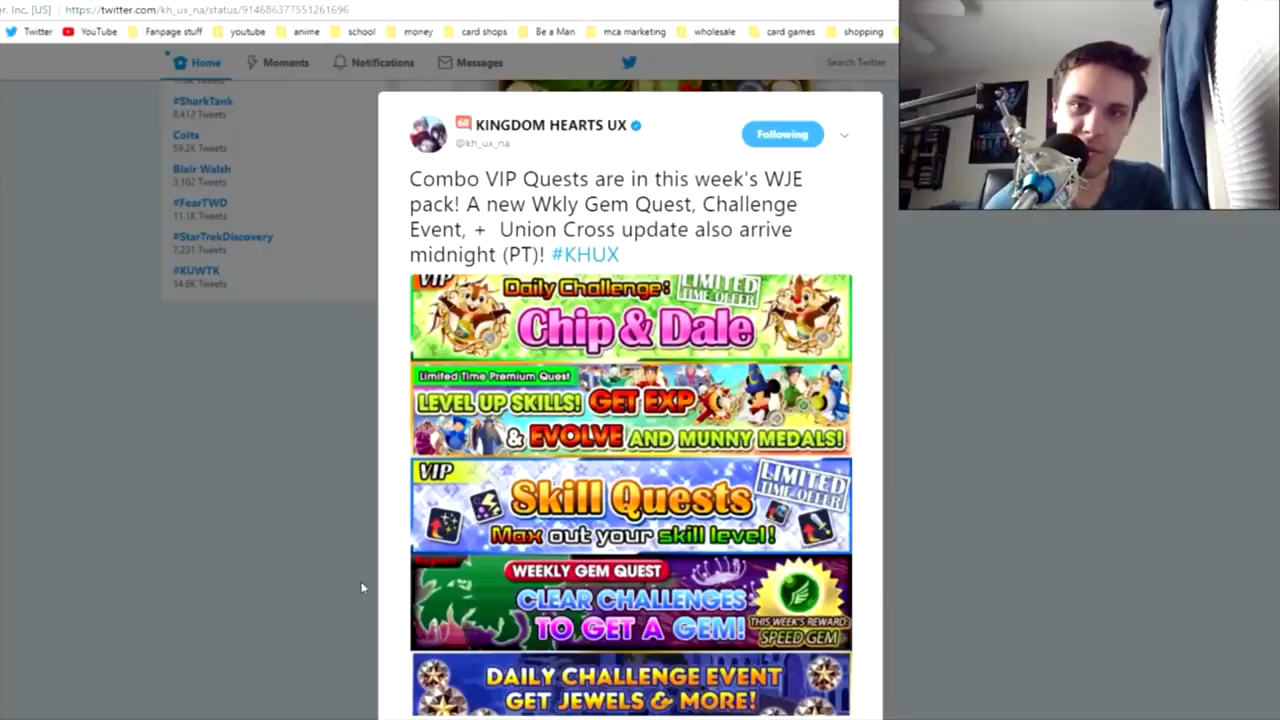 r. Inc. [US]
https://twitter.com/kh_ux_na/status/914686377551261696
Twitter YouTube Fanpage stuff youtube anime school money card shops Be a Man mca marketing wholesale card games shopping
Home Moments Notifications Messages Search Twitter
#SharkTank
8,412 Tweets
Colts
59.2K Tweets
Blair Walsh
3,102 Tweets
#FearTWD
11.1K Tweets
#StarTrekDiscovery
7,231 Tweets
#KUWTK
14.6K Tweets
KINGDOM HEARTS UX
@kh_ux_na
Following
Combo VIP Quests are in this week's WJE
pack! A new Wkly Gem Quest, Challenge
Event, + Union Cross update also arrive
midnight (PT)! #KHUX
VIP
Daily Challenge:
LIMITED
TIME OFFER
Chip & Dale
Limited Time Premium Quest
LEVEL UP SKILLS! GET EXP
& EVOLVE AND MUNNY MEDALS!
VIP
LIMITED
TIME OFFER
Skill Quests
Max out your skill level!
WEEKLY GEM QUEST
CLEAR CHALLENGES
TO GET A GEM!
THIS WEEK'S REWARD:
SPEED GEM
DAILY CHALLENGE EVENT
GET JEWELS & MORE!